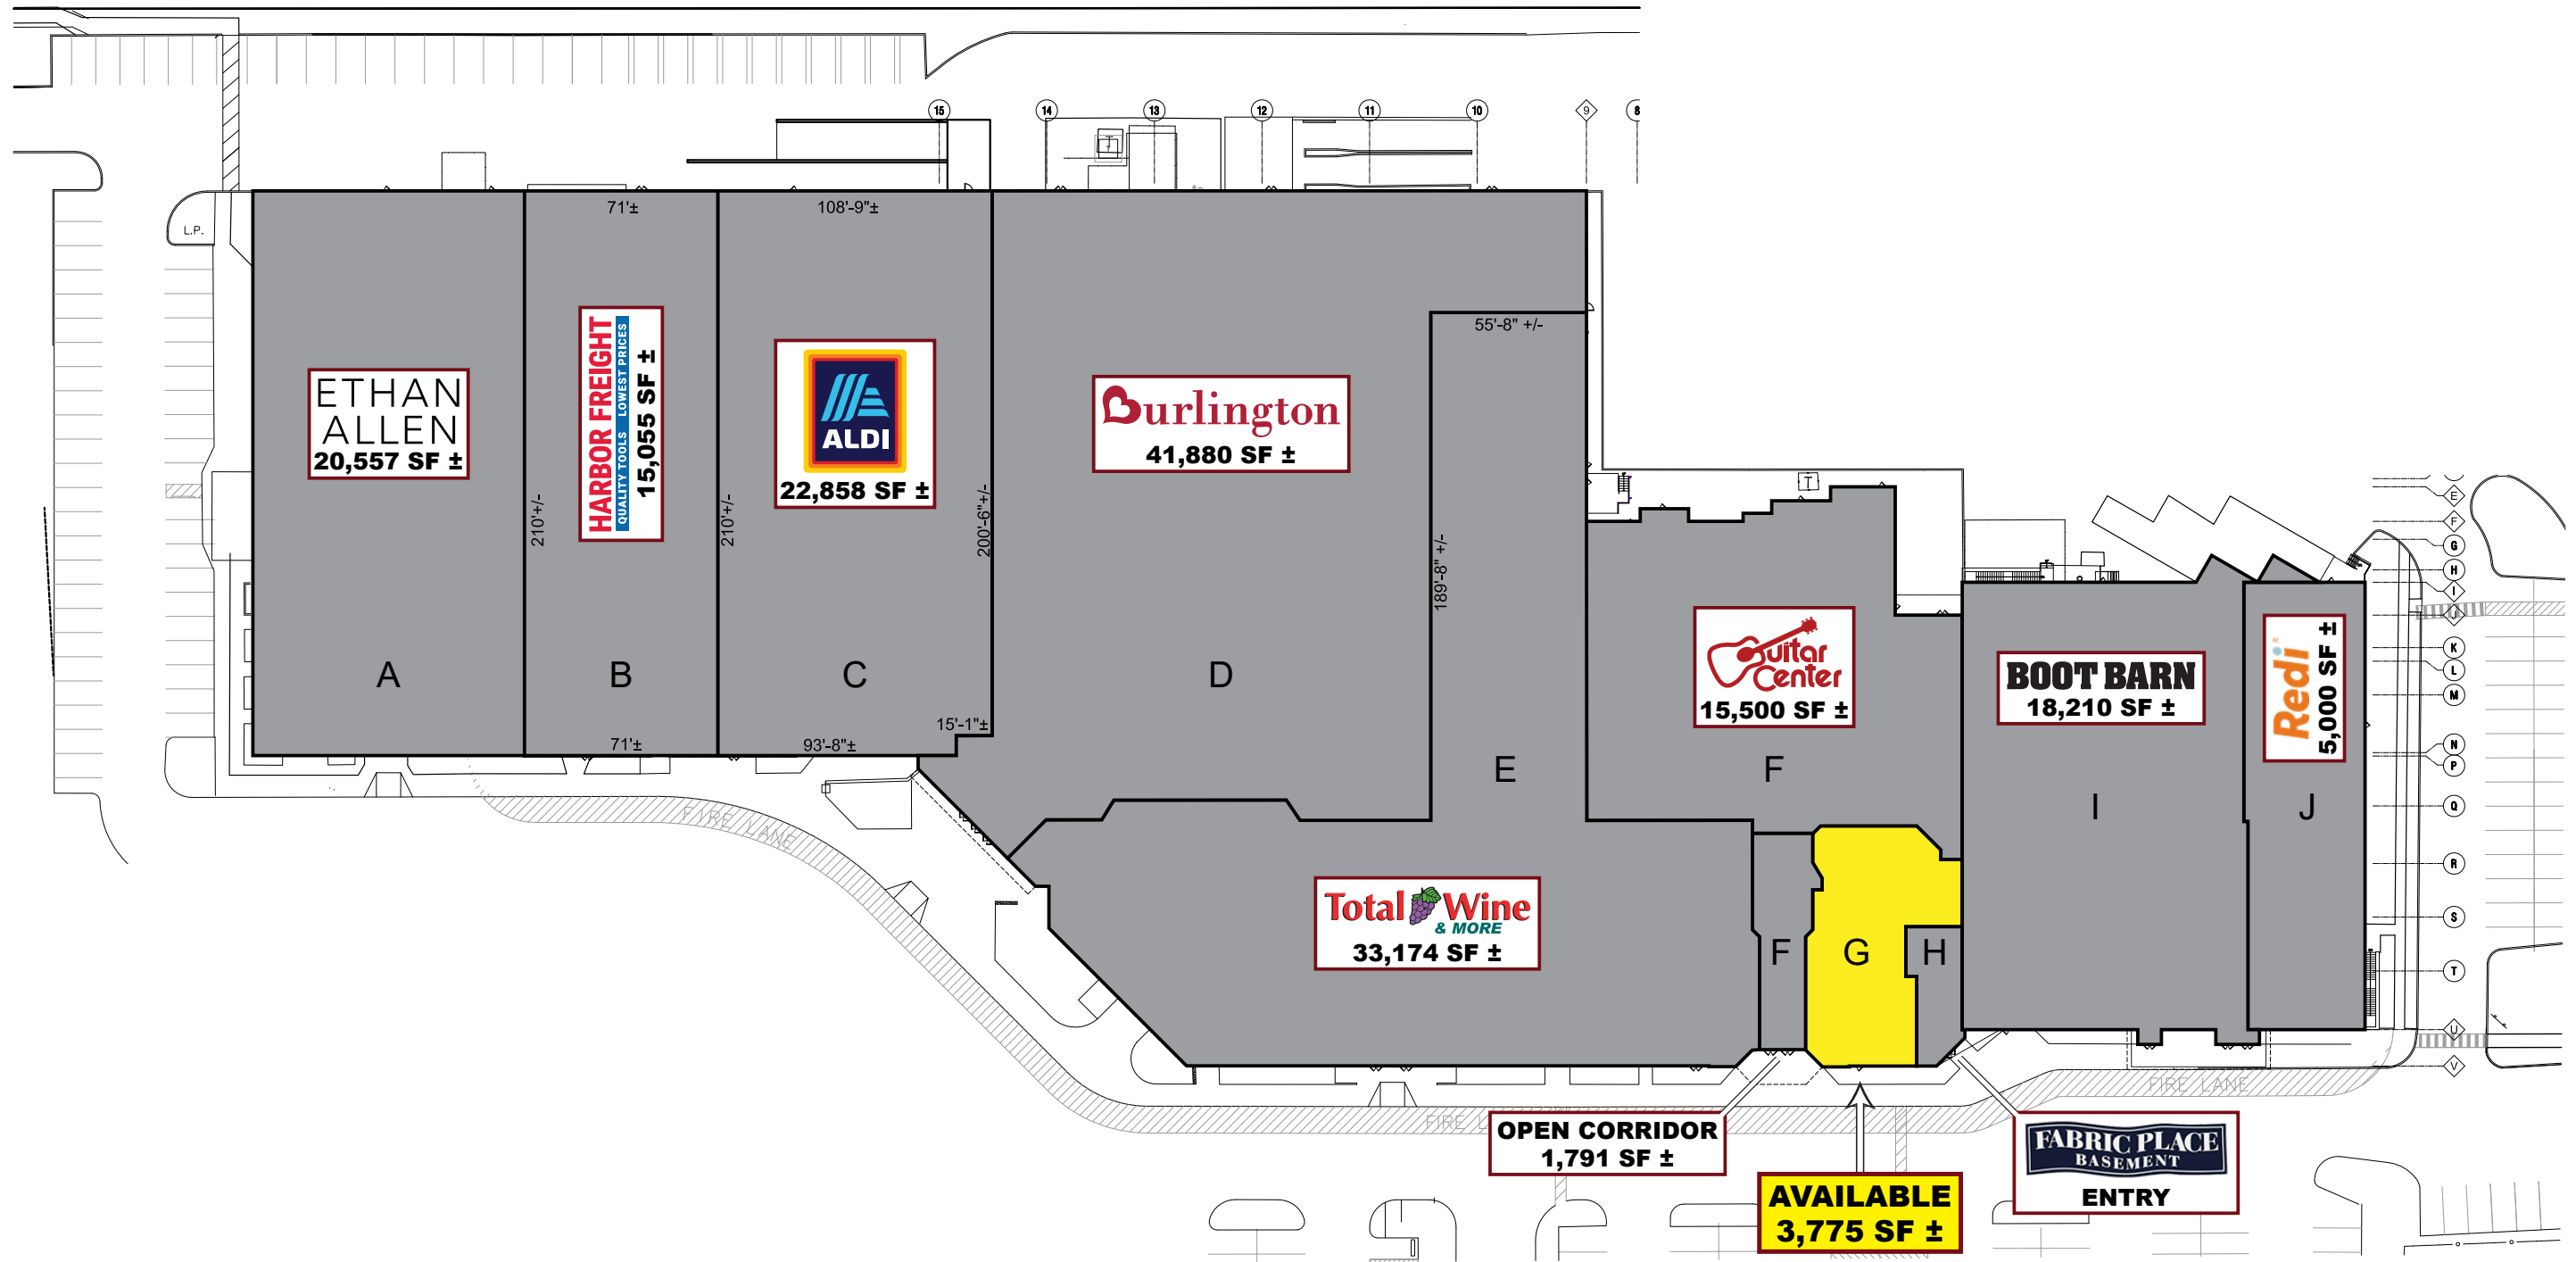 15
14
13
12
11
10
9
8
T
L.P.
71'±
108'-9"±
55'-8" +/-
ETHAN
ALLEN
20,557 SF ±
HARBOR FREIGHT
QUALITY TOOLS LOWEST PRICES
15,055 SF ±
ALDI
22,858 SF ±
Burlington
41,880 SF ±
210'+/-
210'+/-
200'-6"+/-
189'-8" +/-
T
Guitar
Center
15,500 SF ±
BOOT BARN
18,210 SF ±
Redi
5,000 SF ±
A
B
C
D
E
F
I
J
15'-1"±
71'±
93'-8"±
Total Wine
& MORE
33,174 SF ±
F
G
H
E
F
G
H
I
J
K
L
M
N
P
Q
R
S
T
U
V
FIRE LANE
FIRE LANE
FIRE L
OPEN CORRIDOR
1,791 SF ±
AVAILABLE
3,775 SF ±
FABRIC PLACE
BASEMENT
ENTRY